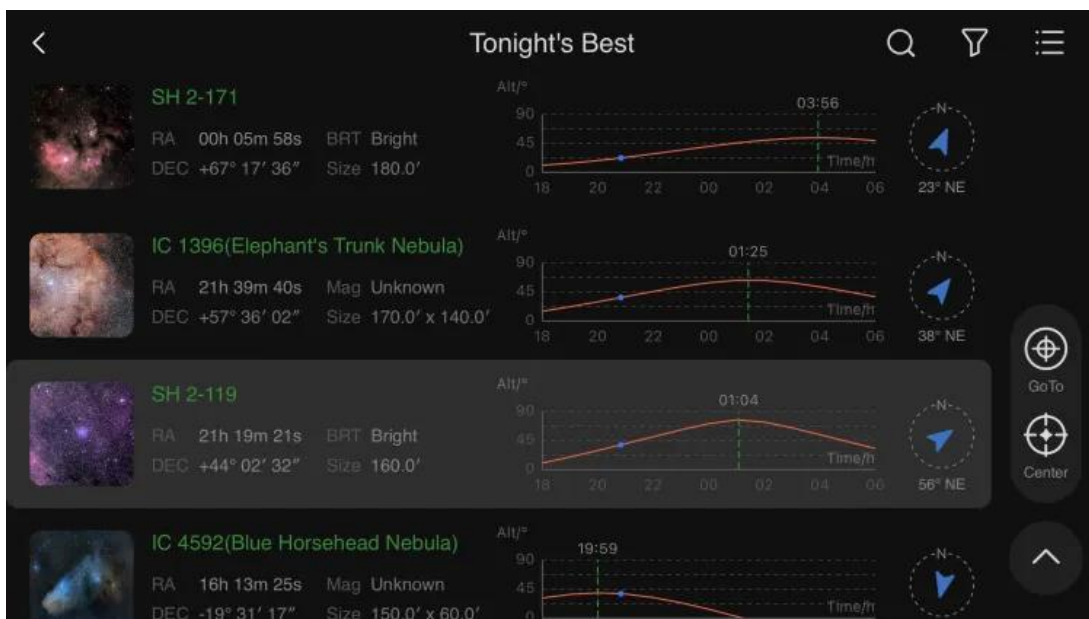 Tonight's Best
SH 2-171
RA 00h 05m 58s BRT Bright
DEC +67° 17′ 36″ Size 180.0′
Alt/°
90
45
0
03:56
Time/h
18 20 22 00 02 04 06
-N-
23° NE
IC 1396(Elephant's Trunk Nebula)
RA 21h 39m 40s Mag Unknown
DEC +57° 36′ 02″ Size 170.0′ x 140.0′
Alt/°
90
45
0
01:25
Time/h
18 20 22 00 02 04 06
-N-
38° NE
SH 2-119
RA 21h 19m 21s BRT Bright
DEC +44° 02′ 32″ Size 160.0′
Alt/°
90
45
0
01:04
Time/h
18 20 22 00 02 04 06
-N-
56° NE
GoTo
Center
IC 4592(Blue Horsehead Nebula)
RA 16h 13m 25s Mag Unknown
DEC -19° 31′ 17″ Size 150.0′ x 60.0′
Alt/°
90
45
0
19:59
Time/h
-N-